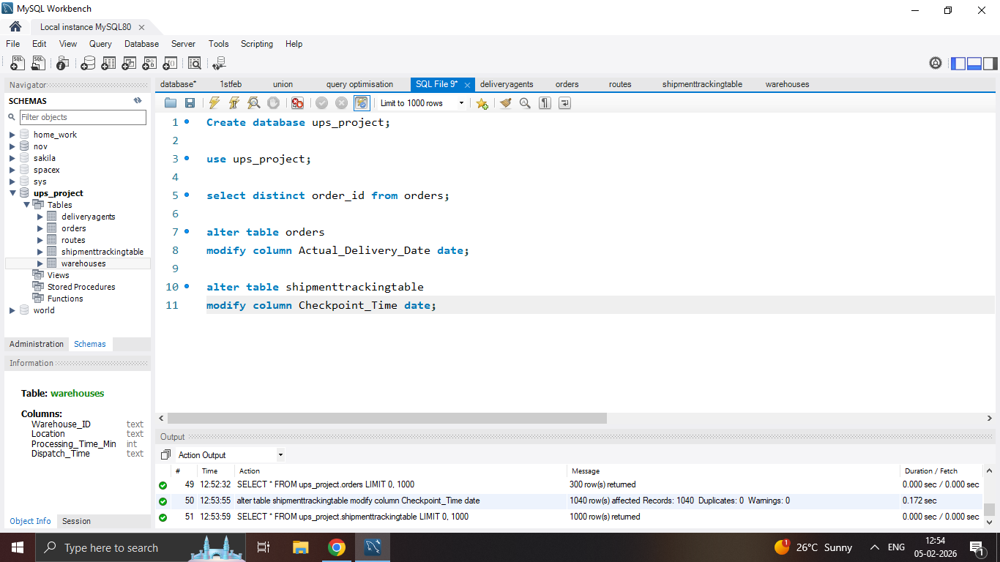 MySQL Workbench
Local instance MySQL80
File Edit View Query Database Server Tools Scripting Help
Navigator
SCHEMAS
Filter objects
home_work
nov
sakila
spacex
sys
ups_project
Tables
deliveryagents
orders
routes
shipmenttrackingtable
warehouses
Views
Stored Procedures
Functions
world
Administration Schemas
Information
Table: warehouses
Columns:
Warehouse_ID text
Location text
Processing_Time_Min int
Dispatch_Time text
Object Info Session
database* 1stfeb union query optimisation SQL File 9* deliveryagents orders routes shipmenttrackingtable warehouses
Limit to 1000 rows
1 Create database ups_project;
2
3 use ups_project;
4
5 select distinct order_id from orders;
6
7 alter table orders
8 modify column Actual_Delivery_Date date;
9
10 alter table shipmenttrackingtable
11 modify column Checkpoint_Time date;
Output
Action Output
# Time Action Message Duration / Fetch
49 12:52:32 SELECT * FROM ups_project.orders LIMIT 0, 1000 300 row(s) returned 0.000 sec / 0.000 sec
50 12:53:55 alter table shipmenttrackingtable modify column Checkpoint_Time date 1040 row(s) affected Records: 1040 Duplicates: 0 Warnings: 0 0.172 sec
51 12:53:59 SELECT * FROM ups_project.shipmenttrackingtable LIMIT 0, 1000 1000 row(s) returned 0.000 sec / 0.000 sec
Type here to search
1
26°C Sunny
ENG
12:54
05-02-2026
1